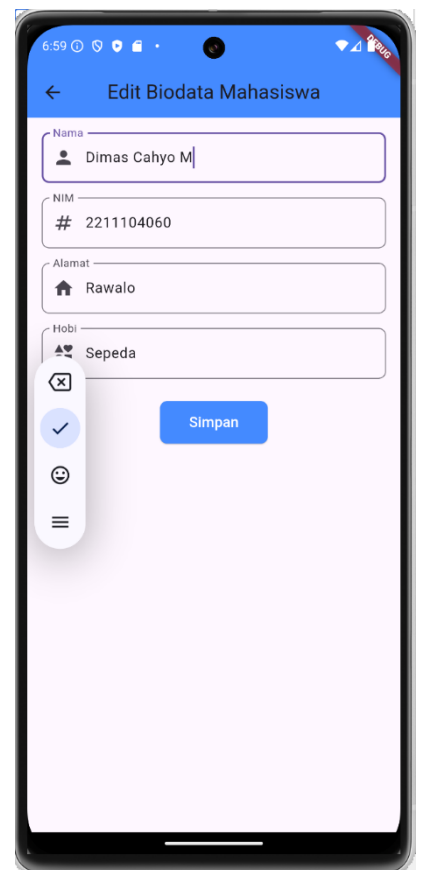 6:59
DEBUG
Edit Biodata Mahasiswa
Nama
Dimas Cahyo M
NIM
# 2211104060
Alamat
Rawalo
Hobi
Sepeda
Simpan